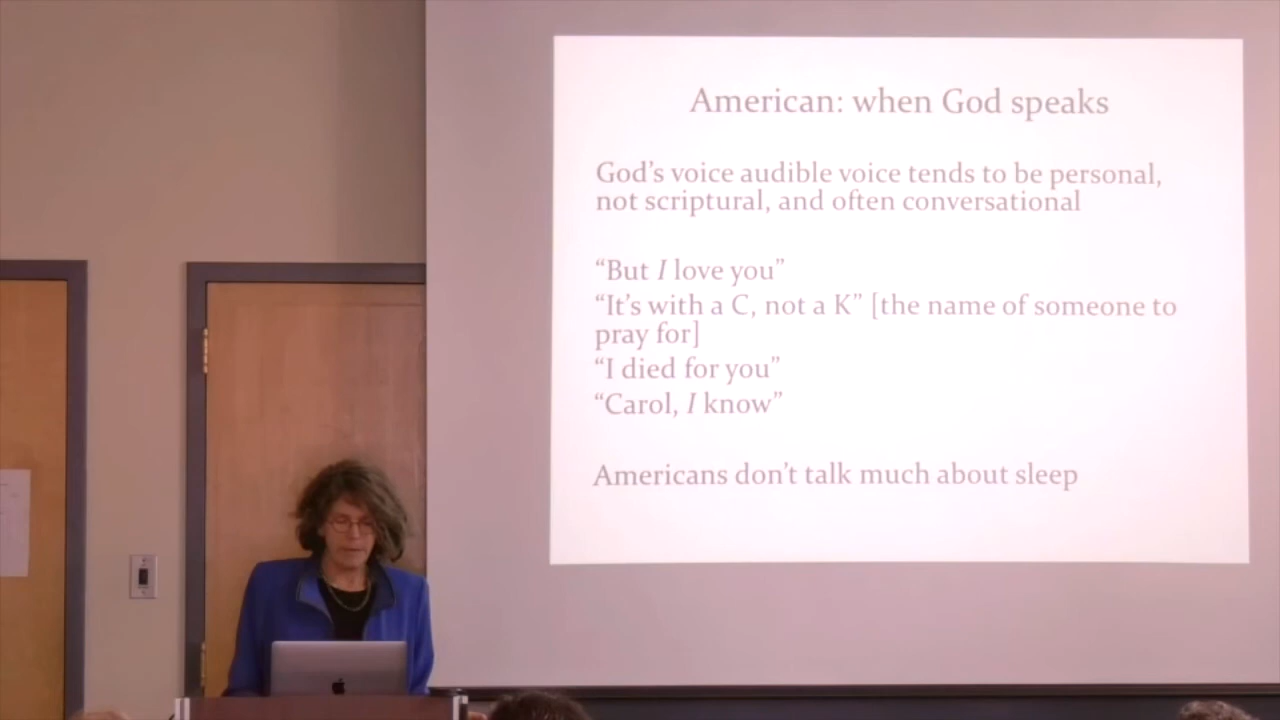 American: when God speaks
God's voice audible voice tends to be personal,
not scriptural, and often conversational
“But I love you”
“It's with a C, not a K” [the name of someone to
pray for]
“I died for you”
“Carol, I know”
Americans don't talk much about sleep